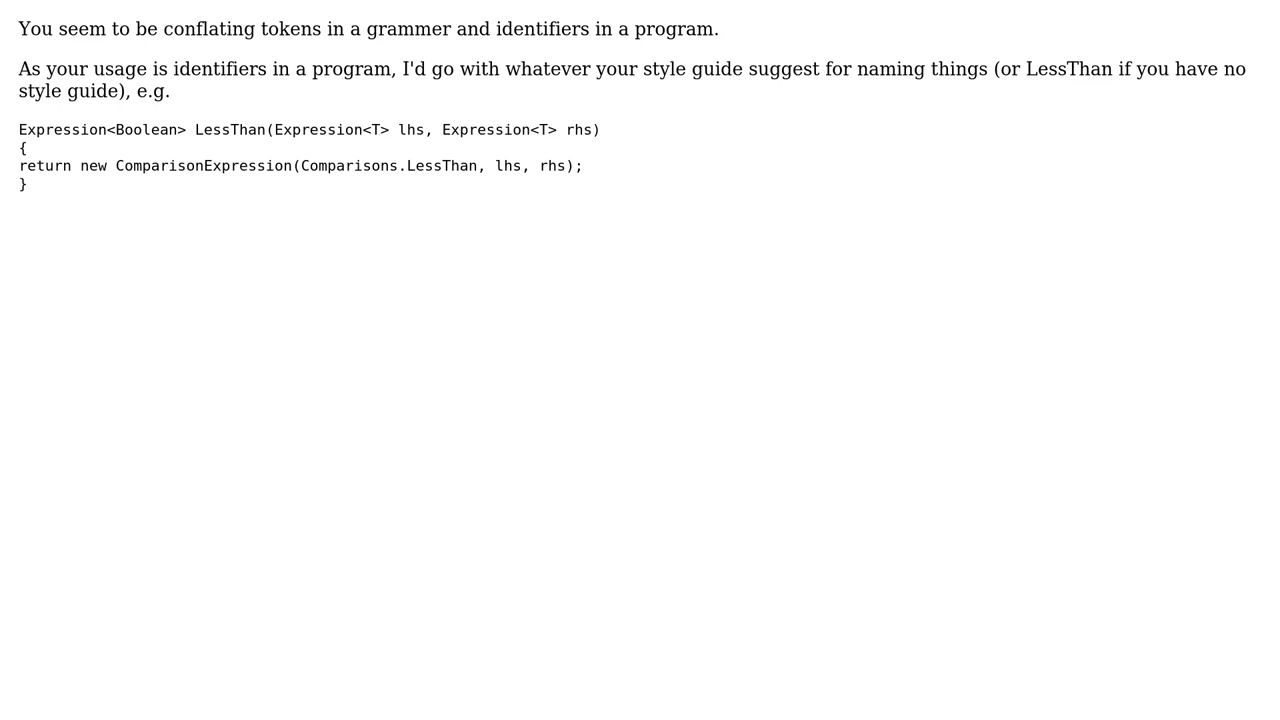 You seem to be conflating tokens in a grammer and identifiers in a program.
As your usage is identifiers in a program, I'd go with whatever your style guide suggest for naming things (or LessThan if you have no
style guide), e.g.
Expression<Boolean> LessThan(Expression<T> lhs, Expression<T> rhs)
{
return new ComparisonExpression(Comparisons.LessThan, lhs, rhs);
}